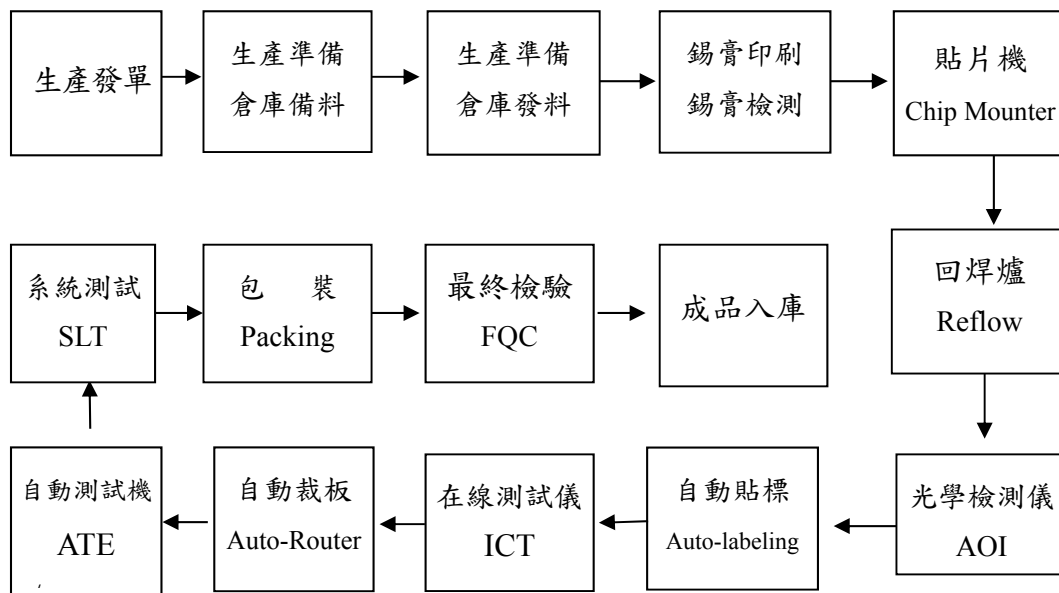 生產發單
生產準備
倉庫備料
生產準備
倉庫發料
錫膏印刷
錫膏檢測
貼片機
Chip Mounter
回焊爐
Reflow
光學檢測儀
AOI
自動貼標
Auto-labeling
在線測試儀
ICT
自動裁板
Auto-Router
自動測試機
ATE
系統測試
SLT
包 裝
Packing
最終檢驗
FQC
成品入庫